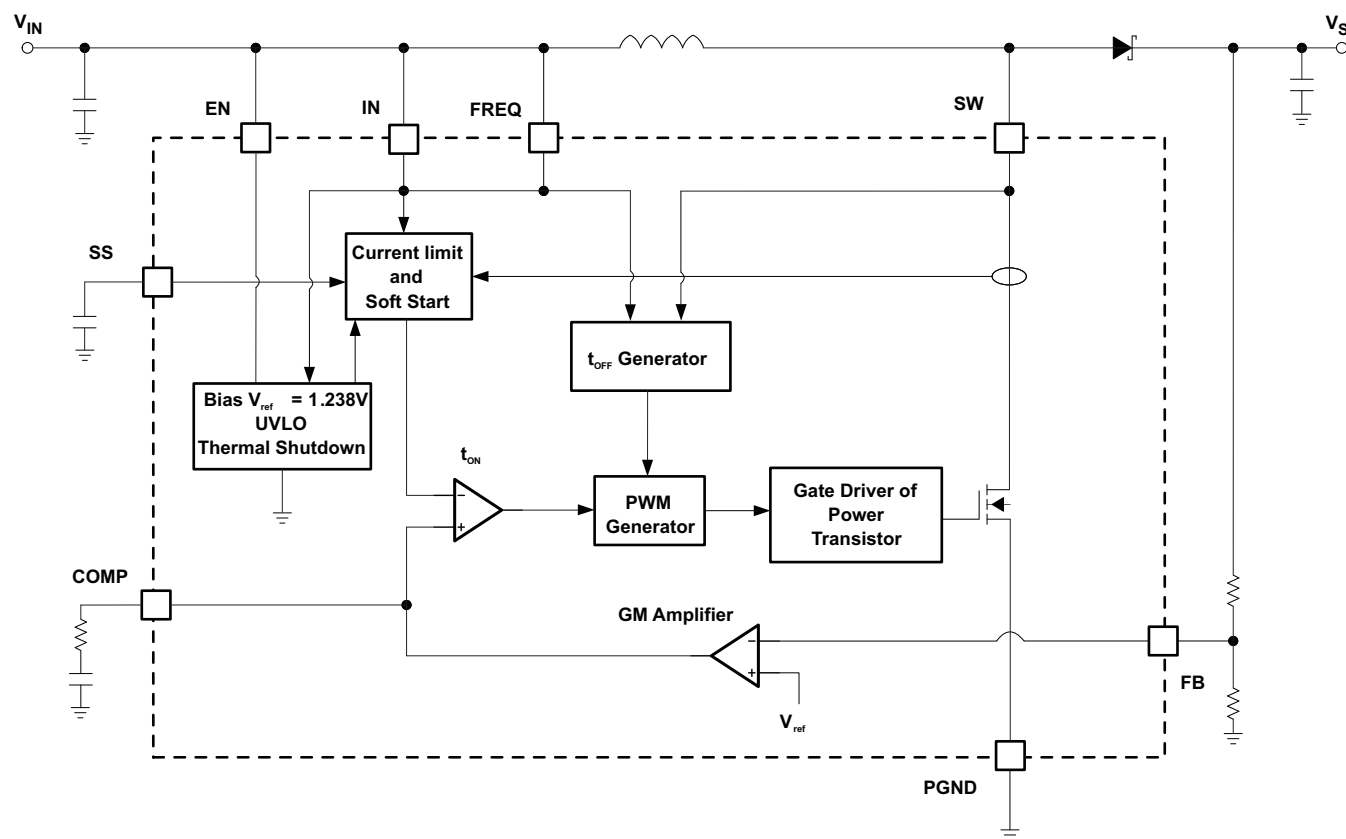 V_IN
V_S
EN
IN
FREQ
SW
SS
Current limit
and
Soft Start
t_OFF Generator
Bias V_ref = 1.238V
UVLO
Thermal Shutdown
t_ON
−
+
PWM
Generator
Gate Driver of
Power
Transistor
COMP
GM Amplifier
−
+
V_ref
FB
PGND